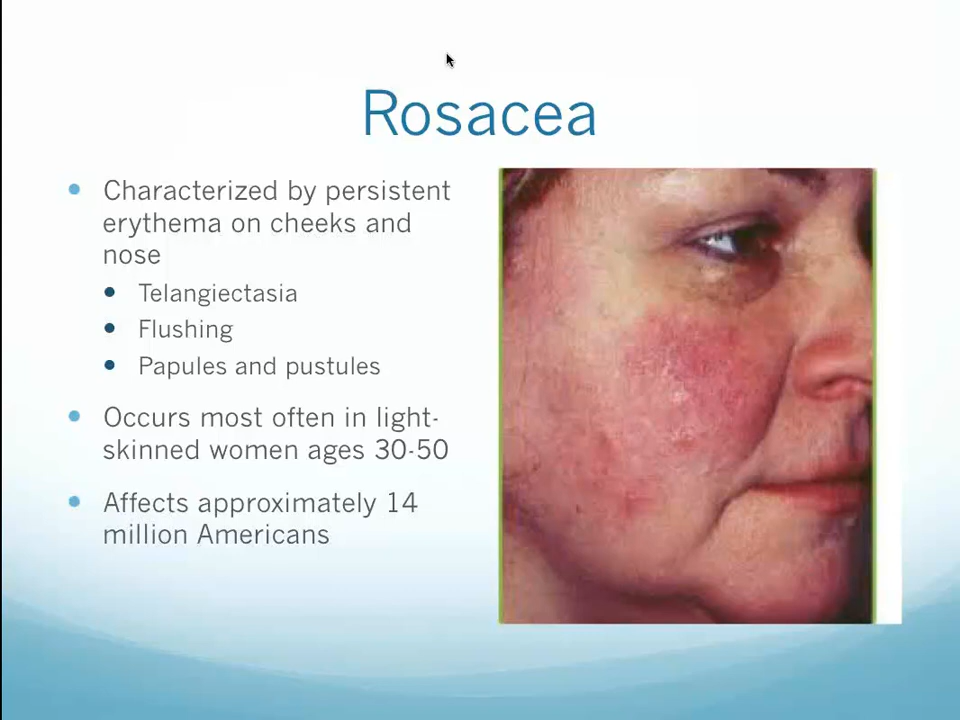 Rosacea
Characterized by persistent
erythema on cheeks and
nose
Telangiectasia
Flushing
Papules and pustules
Occurs most often in light-
skinned women ages 30-50
Affects approximately 14
million Americans